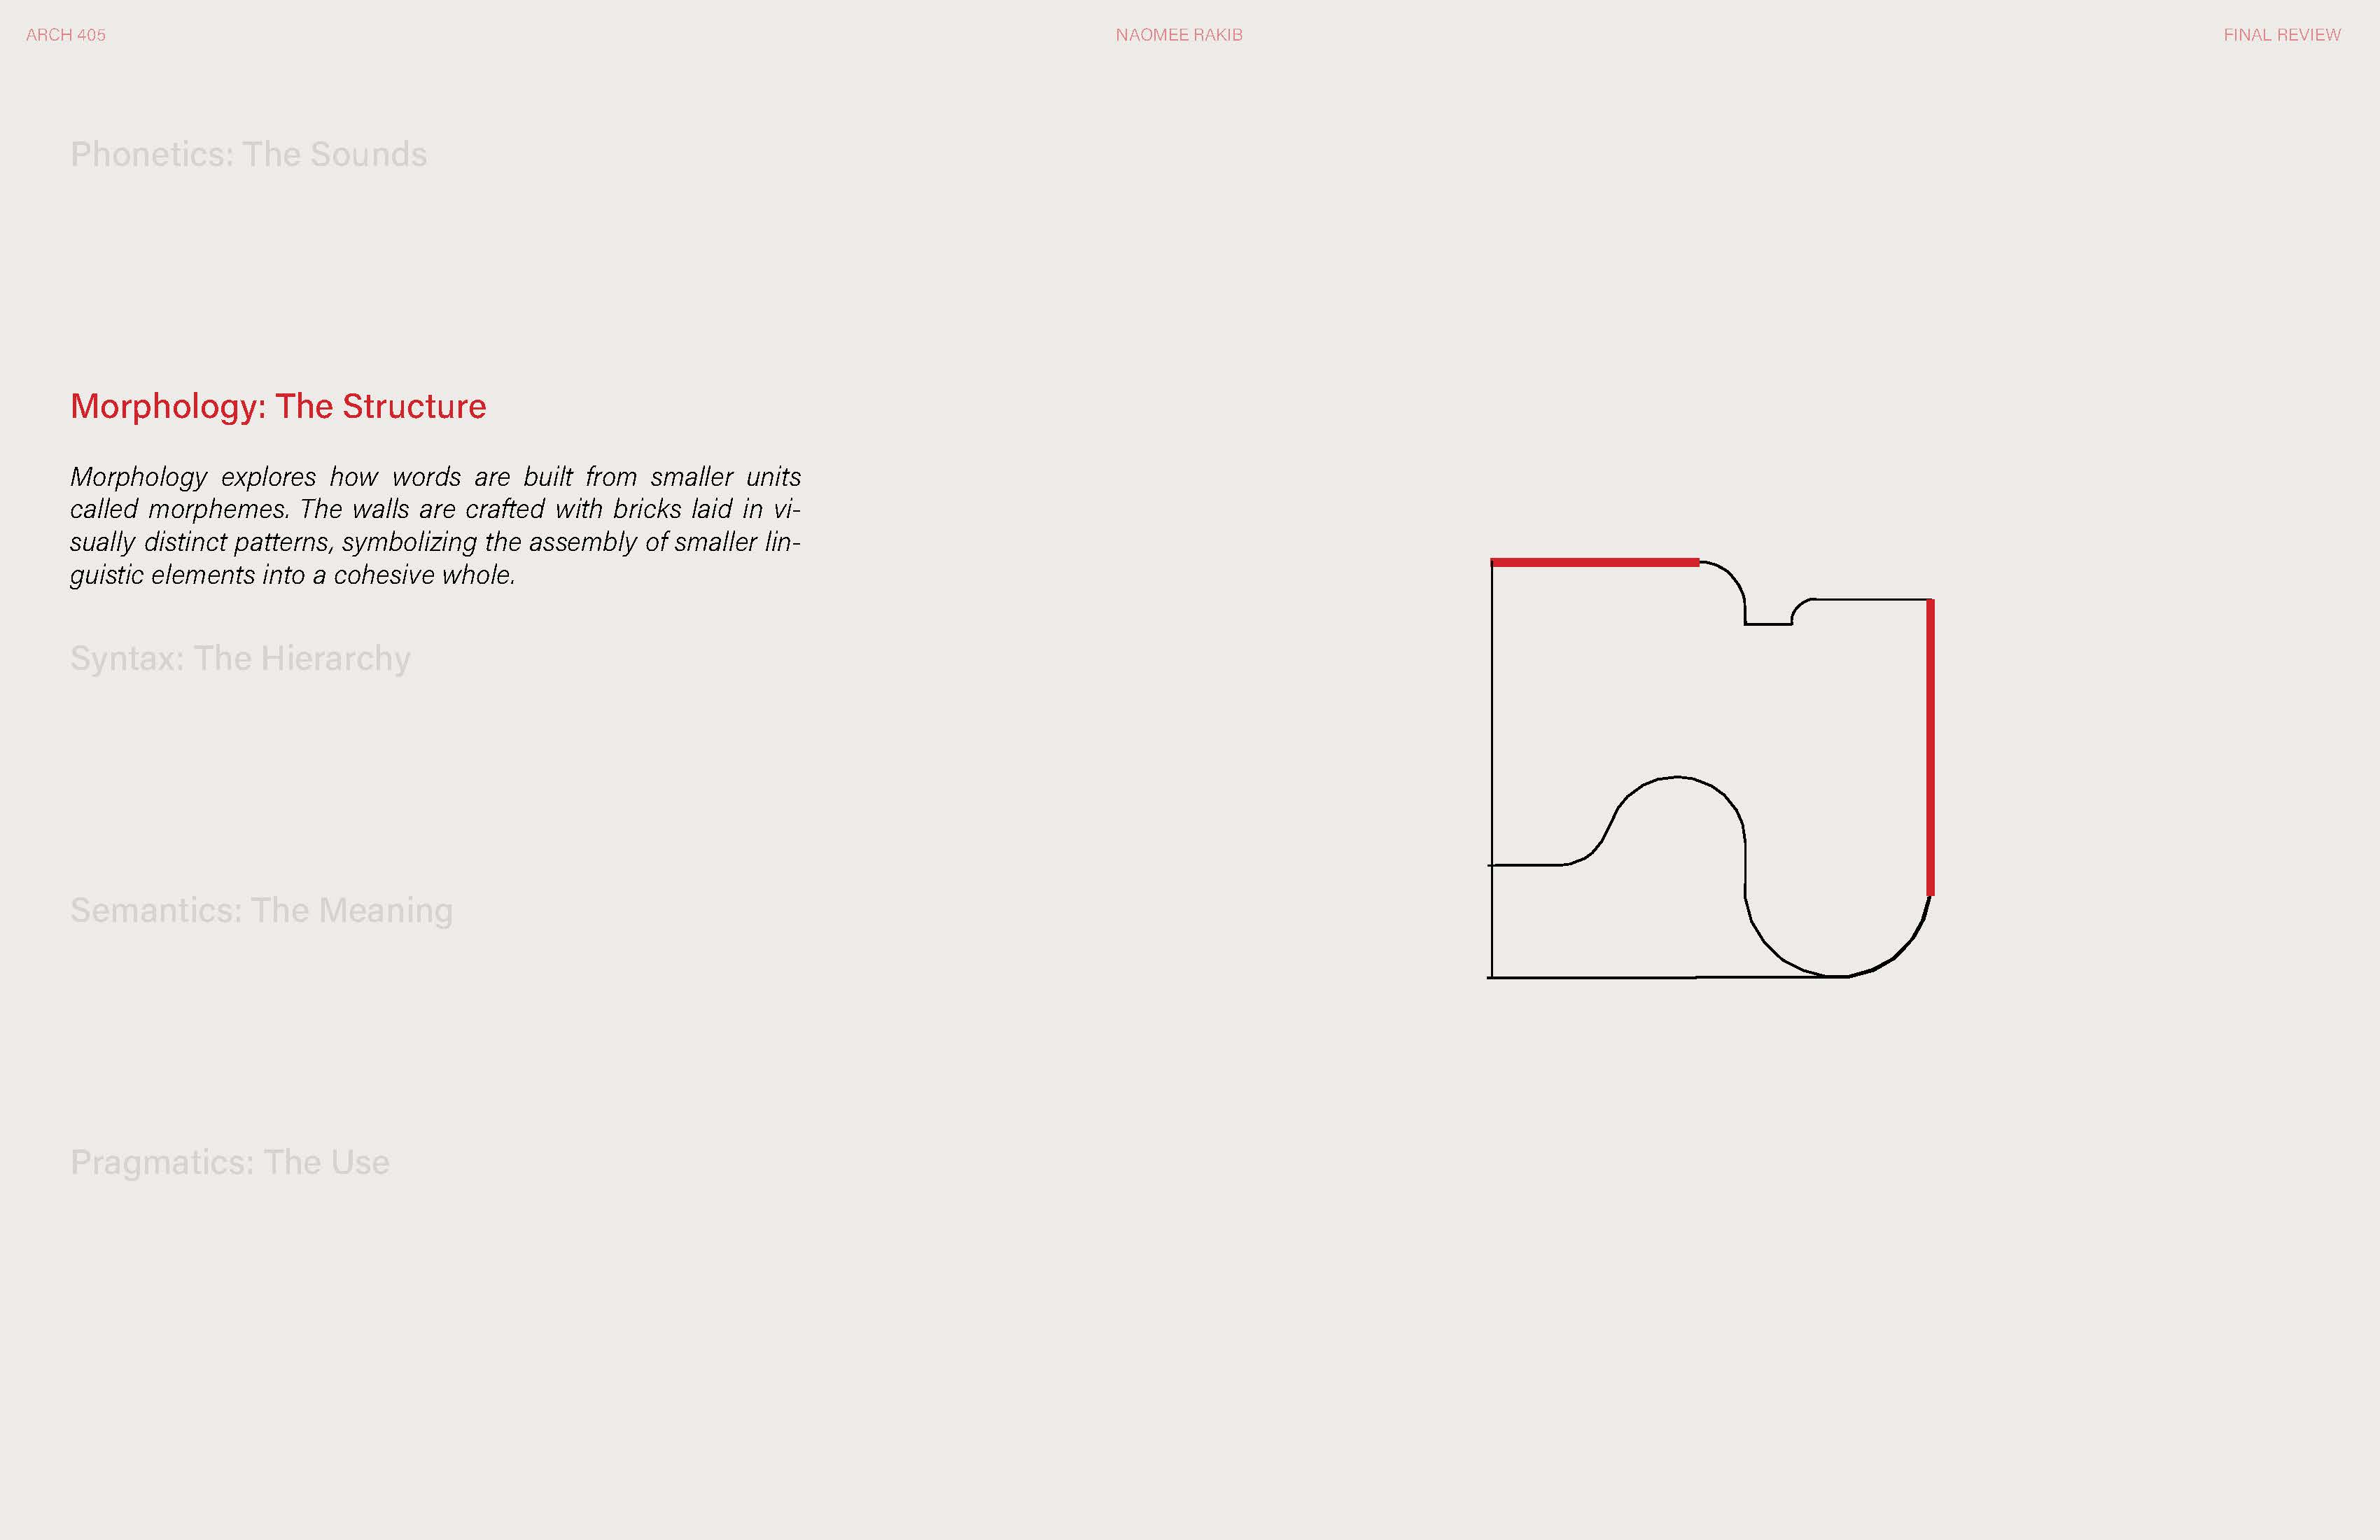 ARCH 405
NAOMEE RAKIB
FINAL REVIEW
Phonetics: The Sounds
Morphology: The Structure
Morphology explores how words are built from smaller units
called morphemes. The walls are crafted with bricks laid in vi-
sually distinct patterns, symbolizing the assembly of smaller lin-
guistic elements into a cohesive whole.
Syntax: The Hierarchy
Semantics: The Meaning
Pragmatics: The Use